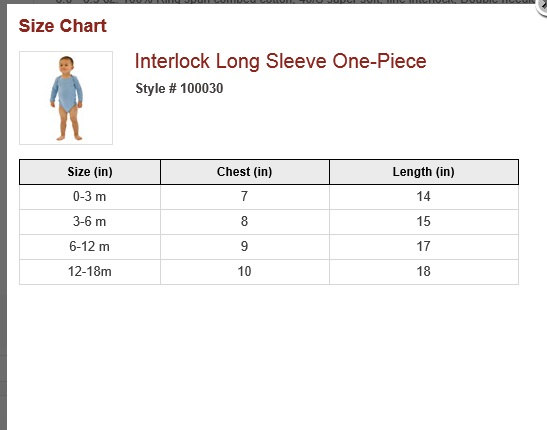 Size Chart
Interlock Long Sleeve One-Piece
Style # 100030
Size (in) Chest (in) Length (in)
0-3 m 7 14
3-6 m 8 15
6-12 m 9 17
12-18m 10 18